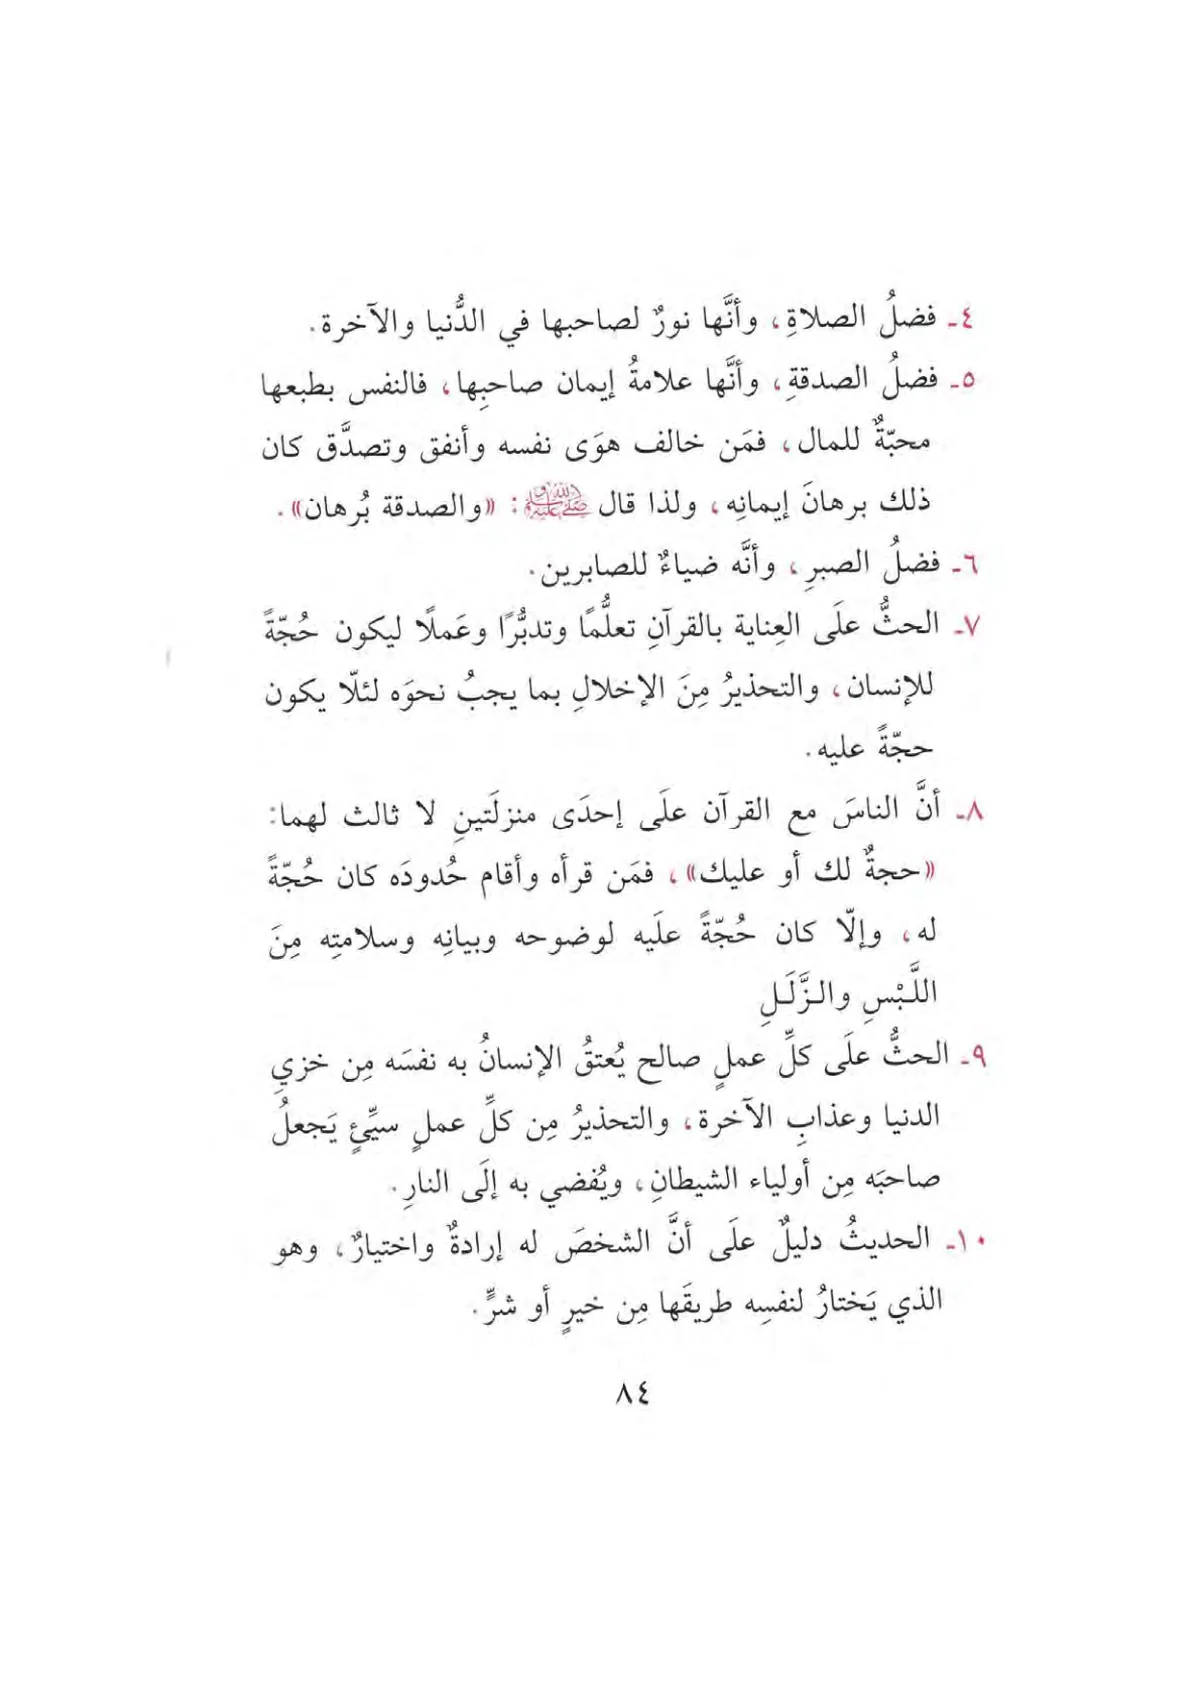 ٤ـ فضلُ الصلاةِ، وأنَّها نورٌ لصاحبها في الدُّنيا والآخرة.
٥ـ فضلُ الصدقةِ، وأنَّها علامةُ إيمان صاحبِها، فالنفس بطبعها
محبّةٌ للمال، فمَن خالف هوَى نفسه وأنفق وتصدَّق كان
ذلك برهانَ إيمانِه، ولذا قال ﷺ: «والصدقة بُرهان».
٦ـ فضلُ الصبرِ، وأنَّه ضياءٌ للصابرين.
٧ـ الحثُّ علَى العِناية بالقرآنِ تعلُّمًا وتدبُّرًا وعَملًا ليكون حُجّةً
للإنسان، والتحذيرُ مِنَ الإخلالِ بما يجبُ نحوَه لئلّا يكون
حجّةً عليه.
٨ـ أنَّ الناسَ مع القرآن علَى إحدَى منزلَتينِ لا ثالث لهما:
«حجةٌ لك أو عليك»، فمَن قرأه وأقام حُدودَه كان حُجّةً
له، وإلّا كان حُجّةً علَيه لوضوحه وبيانِه وسلامتِه مِنَ
اللَّبْسِ والزَّلَلِ
٩ـ الحثُّ علَى كلِّ عملٍ صالح يُعتقُ الإنسانُ به نفسَه مِن خزيِ
الدنيا وعذابِ الآخرة، والتحذيرُ مِن كلِّ عملٍ سيِّئٍ يَجعلُ
صاحبَه مِن أولياء الشيطانِ، ويُفضي به إلَى النارِ.
١٠ـ الحديثُ دليلٌ علَى أنَّ الشخصَ له إرادةٌ واختيارٌ، وهو
الذي يَختارُ لنفسِه طريقَها مِن خيرٍ أو شرٍّ.
٨٤